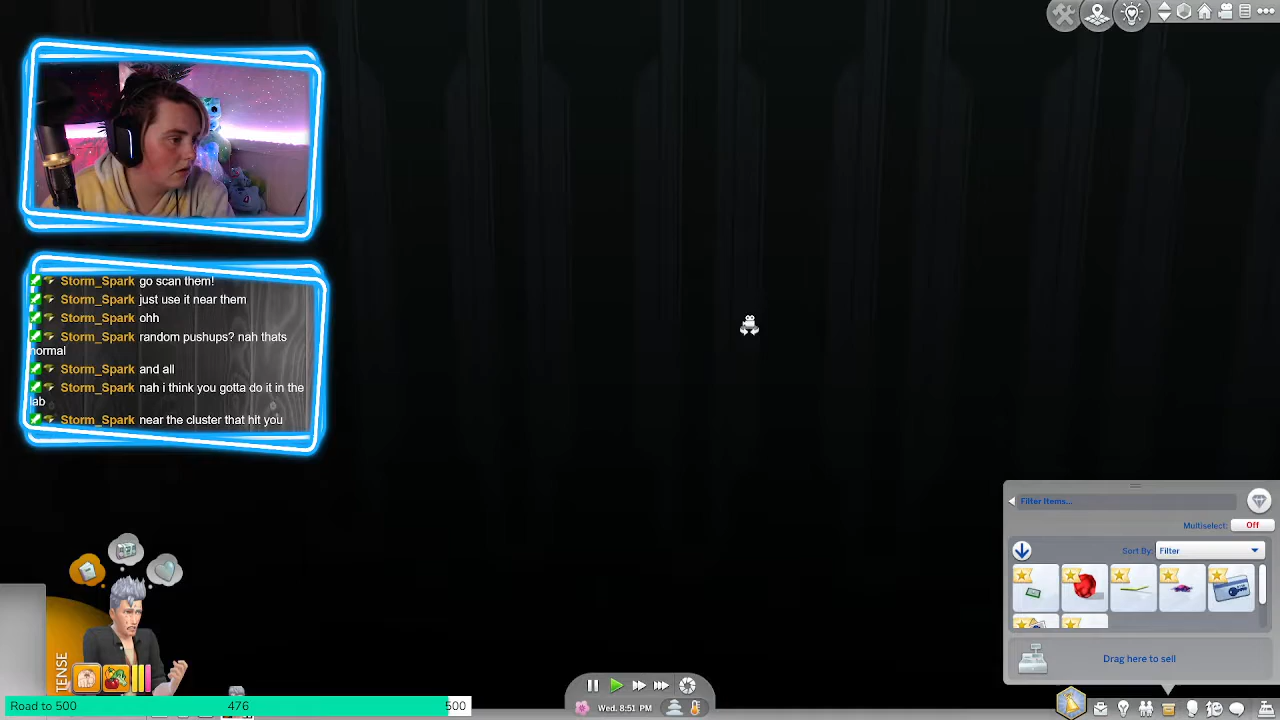 Storm_Spark go scan them!
Storm_Spark just use it near them
Storm_Spark ohh
Storm_Spark random pushups? nah thats
normal
Storm_Spark and all
Storm_Spark nah i think you gotta do it in the
lab
Storm_Spark near the cluster that hit you
Filter Items...
Multiselect: Off
Sort By: Filter
Drag here to sell
TENSE
Road to 500 476 500
Wed. 8:51 PM